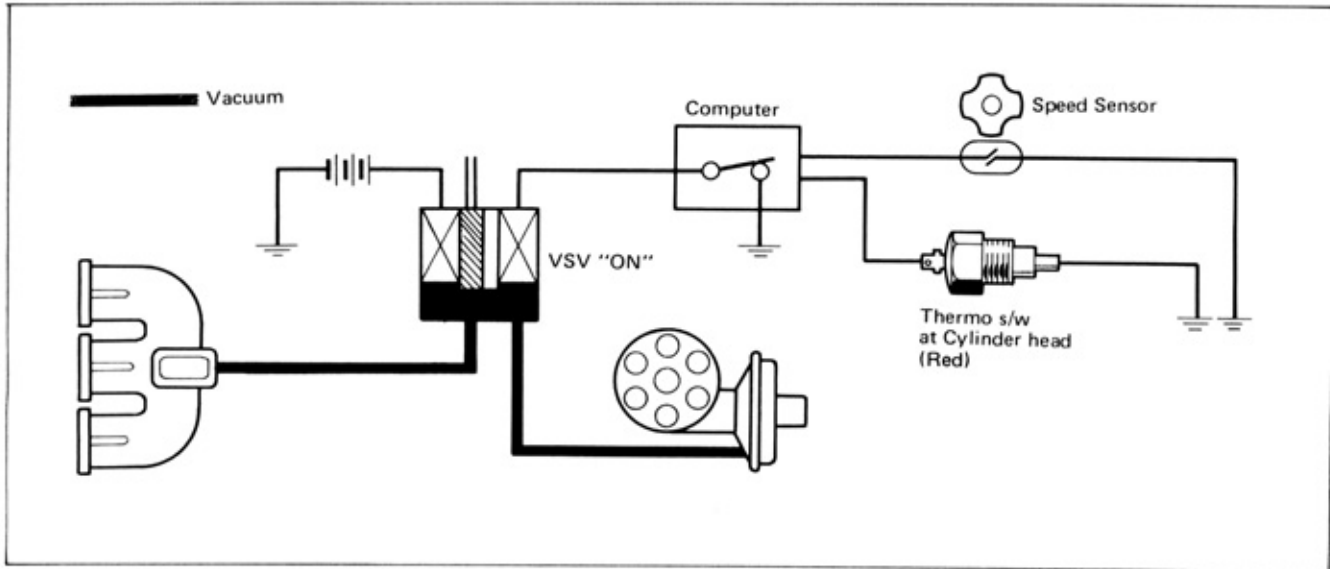 Vacuum
Computer
Speed Sensor
VSV "ON"
Thermo s/w
at Cylinder head
(Red)